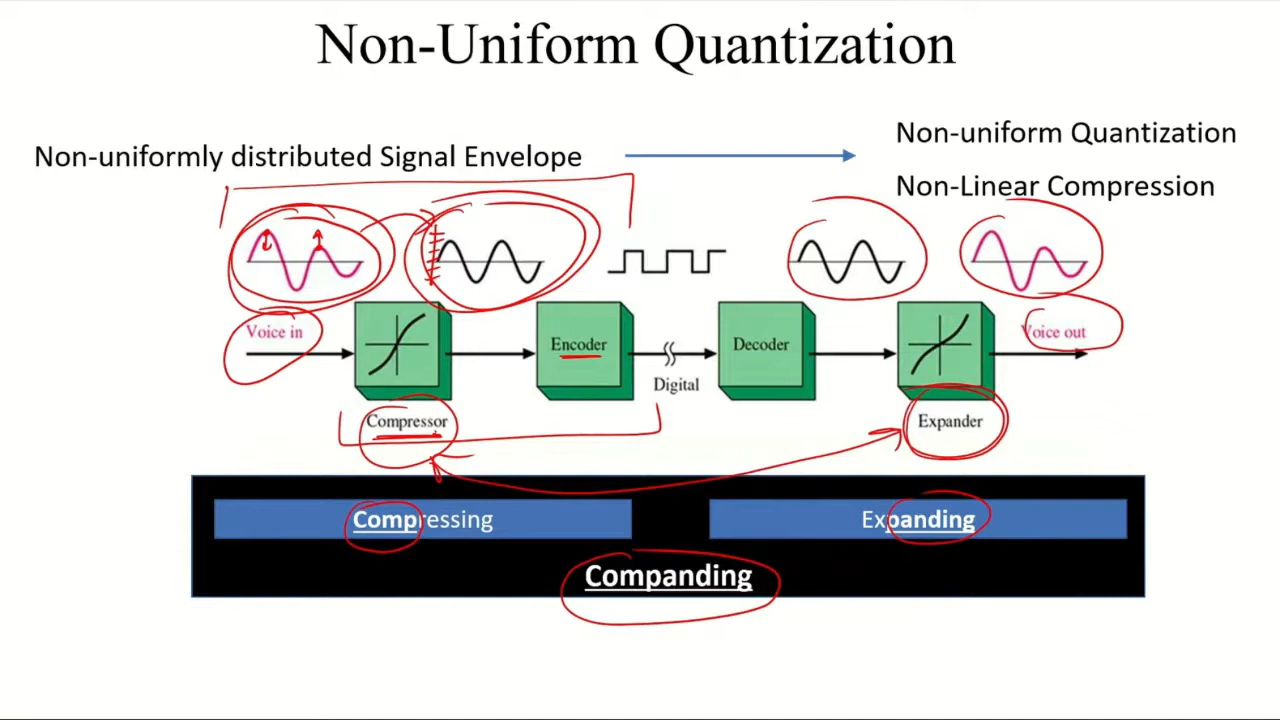 Non-Uniform Quantization
Non-uniformly distributed Signal Envelope
Non-uniform Quantization
Non-Linear Compression
Voice in
Encoder
Digital
Decoder
Voice out
Compressor
Expander
Compressing
Expanding
Companding